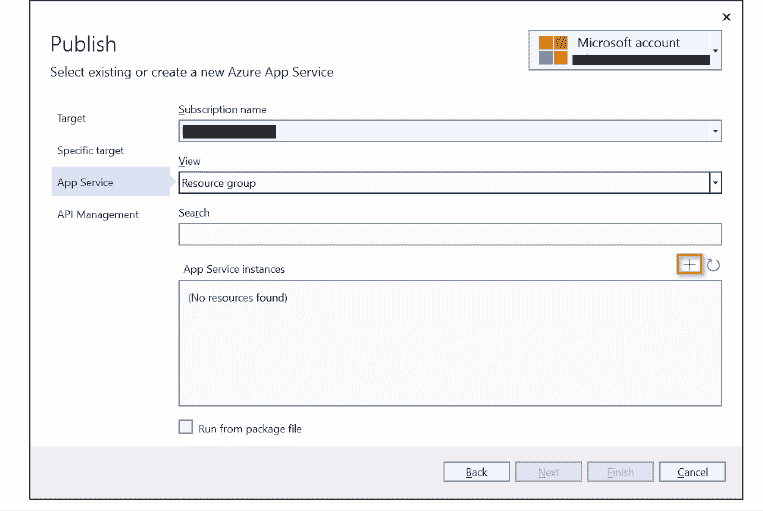 Publish
Microsoft account
Select existing or create a new Azure App Service
Target
Specific target
App Service
API Management
Subscription name
View
Resource group
Search
App Service instances
(No resources found)
Run from package file
Back
Next
Finish
Cancel